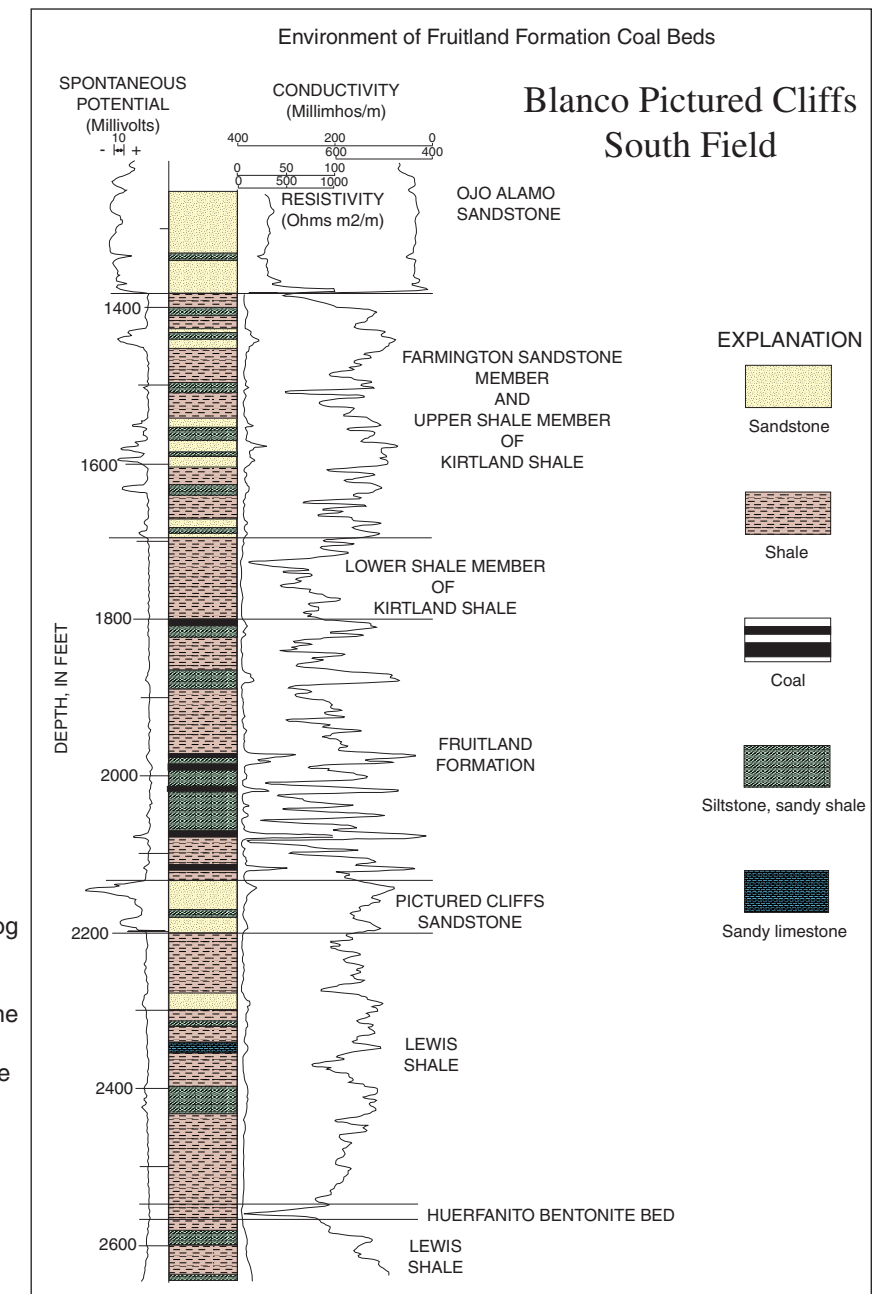 Environment of Fruitland Formation Coal Beds
Blanco Pictured Cliffs
South Field
SPONTANEOUS
POTENTIAL
(Millivolts)
10
- +
CONDUCTIVITY
(Millimhos/m)
400 200 0
600 400
0 50 100
0 500 1000
RESISTIVITY
(Ohms m2/m)
OJO ALAMO
SANDSTONE
1400
FARMINGTON SANDSTONE
MEMBER
AND
UPPER SHALE MEMBER
OF
KIRTLAND SHALE
1600
LOWER SHALE MEMBER
OF
KIRTLAND SHALE
1800
DEPTH, IN FEET
FRUITLAND
FORMATION
2000
PICTURED CLIFFS
SANDSTONE
2200
LEWIS
SHALE
2400
HUERFANITO BENTONITE BED
2600
LEWIS
SHALE
EXPLANATION
Sandstone
Shale
Coal
Siltstone, sandy shale
Sandy limestone
og
ne
e